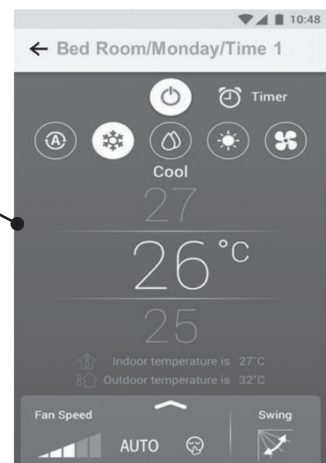 10:48
Bed Room/Monday/Time 1
Timer
A
Cool
27
26°C
25
Indoor temperature is 27°C
Outdoor temperature is 32°C
Fan Speed
Swing
AUTO